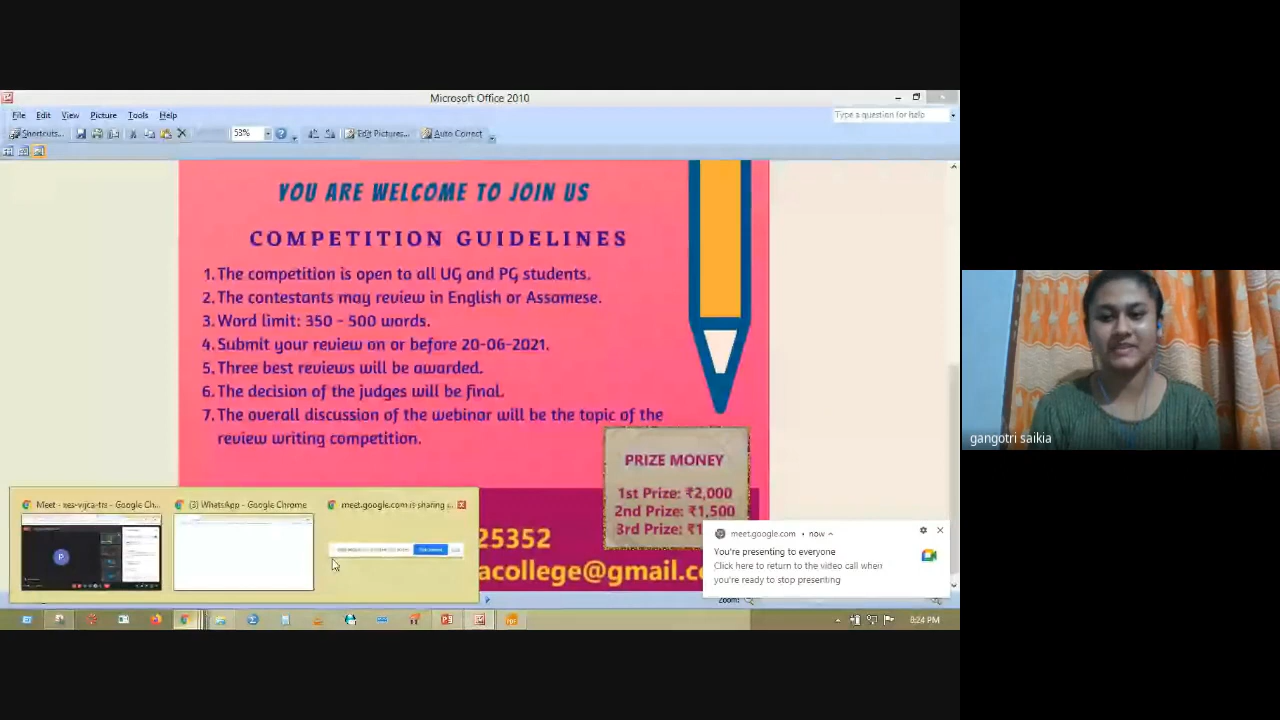 Microsoft Office 2010
File Edit View Picture Tools Help
Type a question for help
Shortcuts... 53% Edit Pictures... Auto Correct
YOU ARE WELCOME TO JOIN US
COMPETITION GUIDELINES
1. The competition is open to all UG and PG students.
2. The contestants may review in English or Assamese.
3. Word limit: 350 - 500 words.
4. Submit your review on or before 20-06-2021.
5. Three best reviews will be awarded.
6. The decision of the judges will be final.
7. The overall discussion of the webinar will be the topic of the
review writing competition.
PRIZE MONEY
1st Prize: ₹2,000
2nd Prize: ₹1,500
3rd Prize: ₹1
25352
acollege@gmail.c
gangotri saikia
Meet - xes-vijca-trs - Google Ch...
(3) WhatsApp - Google Chrome
meet.google.com is sharing
P
meet.google.com • now
You're presenting to everyone
Click here to return to the video call when
you're ready to stop presenting
Zoom:
8:24 PM